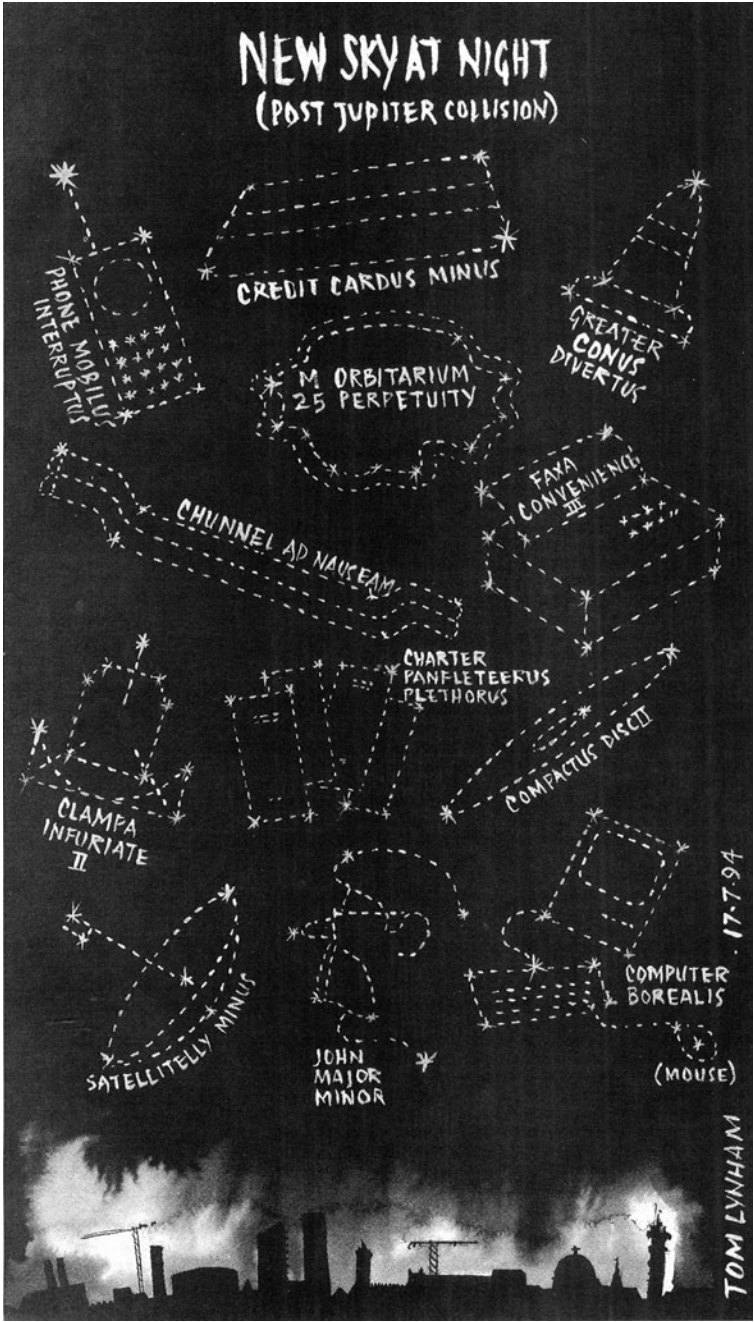 NEW SKY AT NIGHT
(POST JUPITER COLLISION)
PHONE MOBILUS
INTERRUPTUS
CREDIT CARDUS MINUS
GREATER
CONUS
DIVERTUS
M ORBITARIUM
25 PERPETUITY
FAXA
CONVENIENCE
III
CHUNNEL AD NAUSEAM
CHARTER
PANFLETEERUS
PLETHORUS
COMPACTUS DISC II
CLAMPA
INFURIATE
II
SATELLITELLY MINUS
JOHN
MAJOR
MINOR
COMPUTER
BOREALIS
(MOUSE)
TOM LYNHAM . 17.7.94